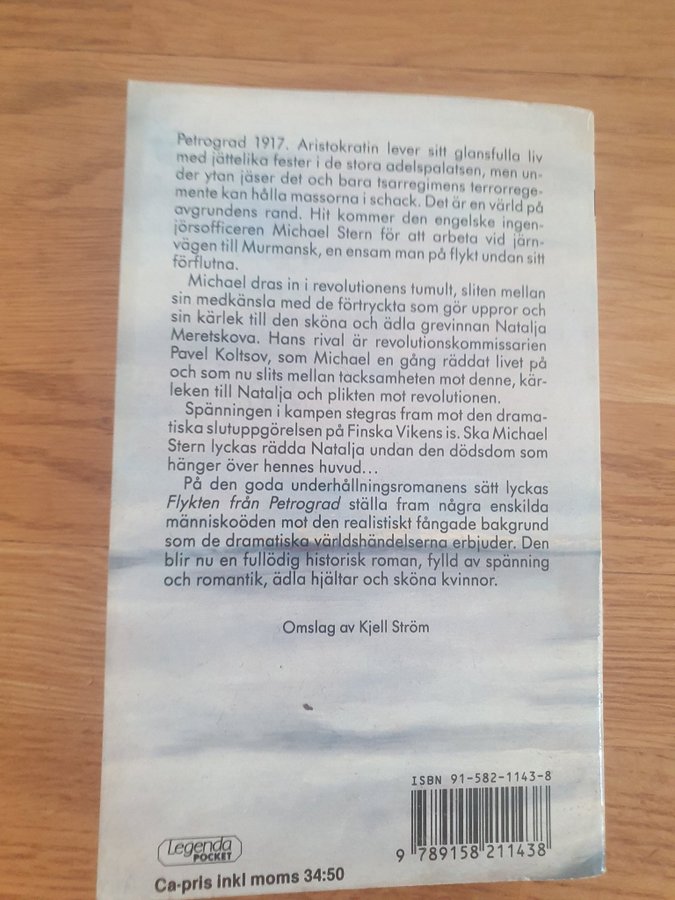 Petrograd 1917. Aristokratin lever sitt glansfulla liv
med jättelika fester i de stora adelspalatsen, men un-
der ytan jäser det och bara tsarregimens terrorrege-
mente kan hålla massorna i schack. Det är en värld på
avgrundens rand. Hit kommer den engelske ingen-
jörsofficeren Michael Stern för att arbeta vid järn-
vägen till Murmansk, en ensam man på flykt undan sitt
förflutna.
Michael dras in i revolutionens tumult, sliten mellan
sin medkänsla med de förtryckta som gör uppror och
sin kärlek till den sköna och ädla grevinnan Natalja
Meretskova. Hans rival är revolutionskommissarien
Pavel Koltsov, som Michael en gång räddat livet på
och som nu slits mellan tacksamheten mot denne, kär-
leken till Natalja och plikten mot revolutionen.
Spänningen i kampen stegras fram mot den drama-
tiska slutuppgörelsen på Finska Vikens is. Ska Michael
Stern lyckas rädda Natalja undan den dödsdom som
hänger över hennes huvud...
På den goda underhållningsromanens sätt lyckas
Flykten från Petrograd ställa fram några enskilda
människoöden mot den realistiskt fångade bakgrund
som de dramatiska världshändelserna erbjuder. Den
blir nu en fullödig historisk roman, fylld av spänning
och romantik, ädla hjältar och sköna kvinnor.
Omslag av Kjell Ström
ISBN 91-582-1143-8
9 789158 211438
Legenda
POCKET
Ca-pris inkl moms 34:50